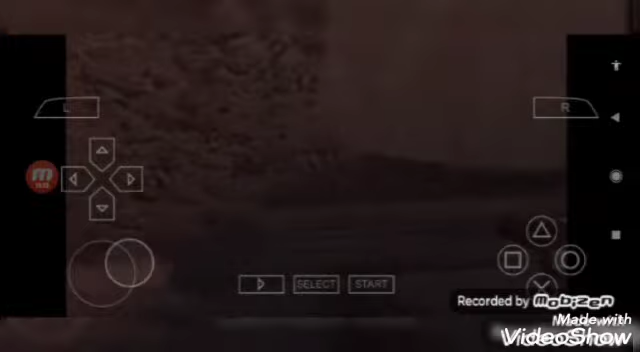 L
R
SELECT
START
Recorded by mobizen
Made with
VideoShow